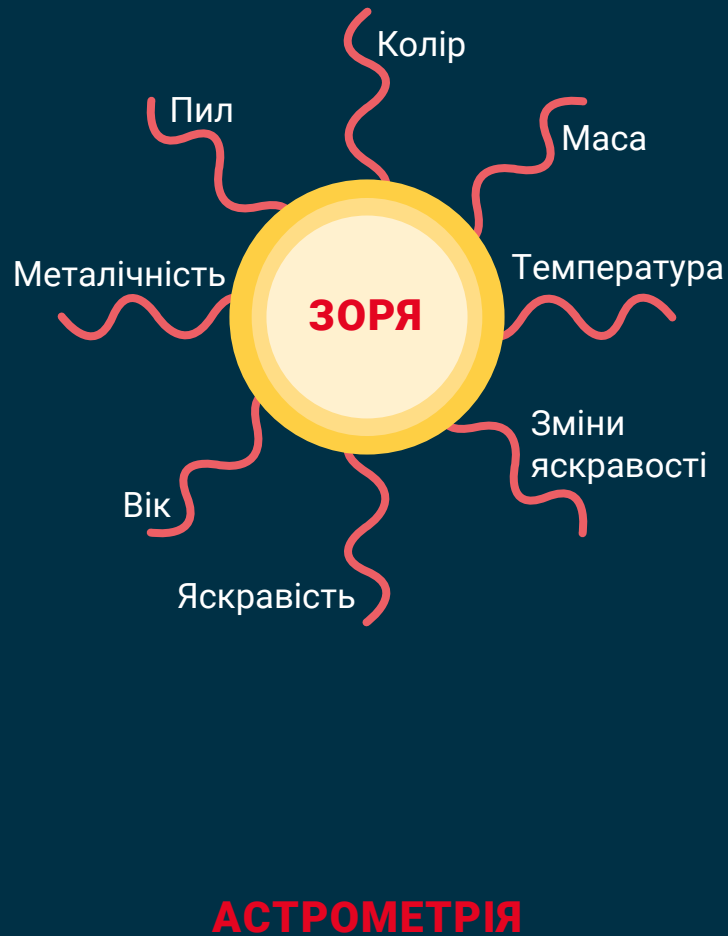 Колір
Пил
Маса
Металічність
Температура
ЗОРЯ
Зміни
яскравості
Вік
Яскравість
АСТРОМЕТРІЯ